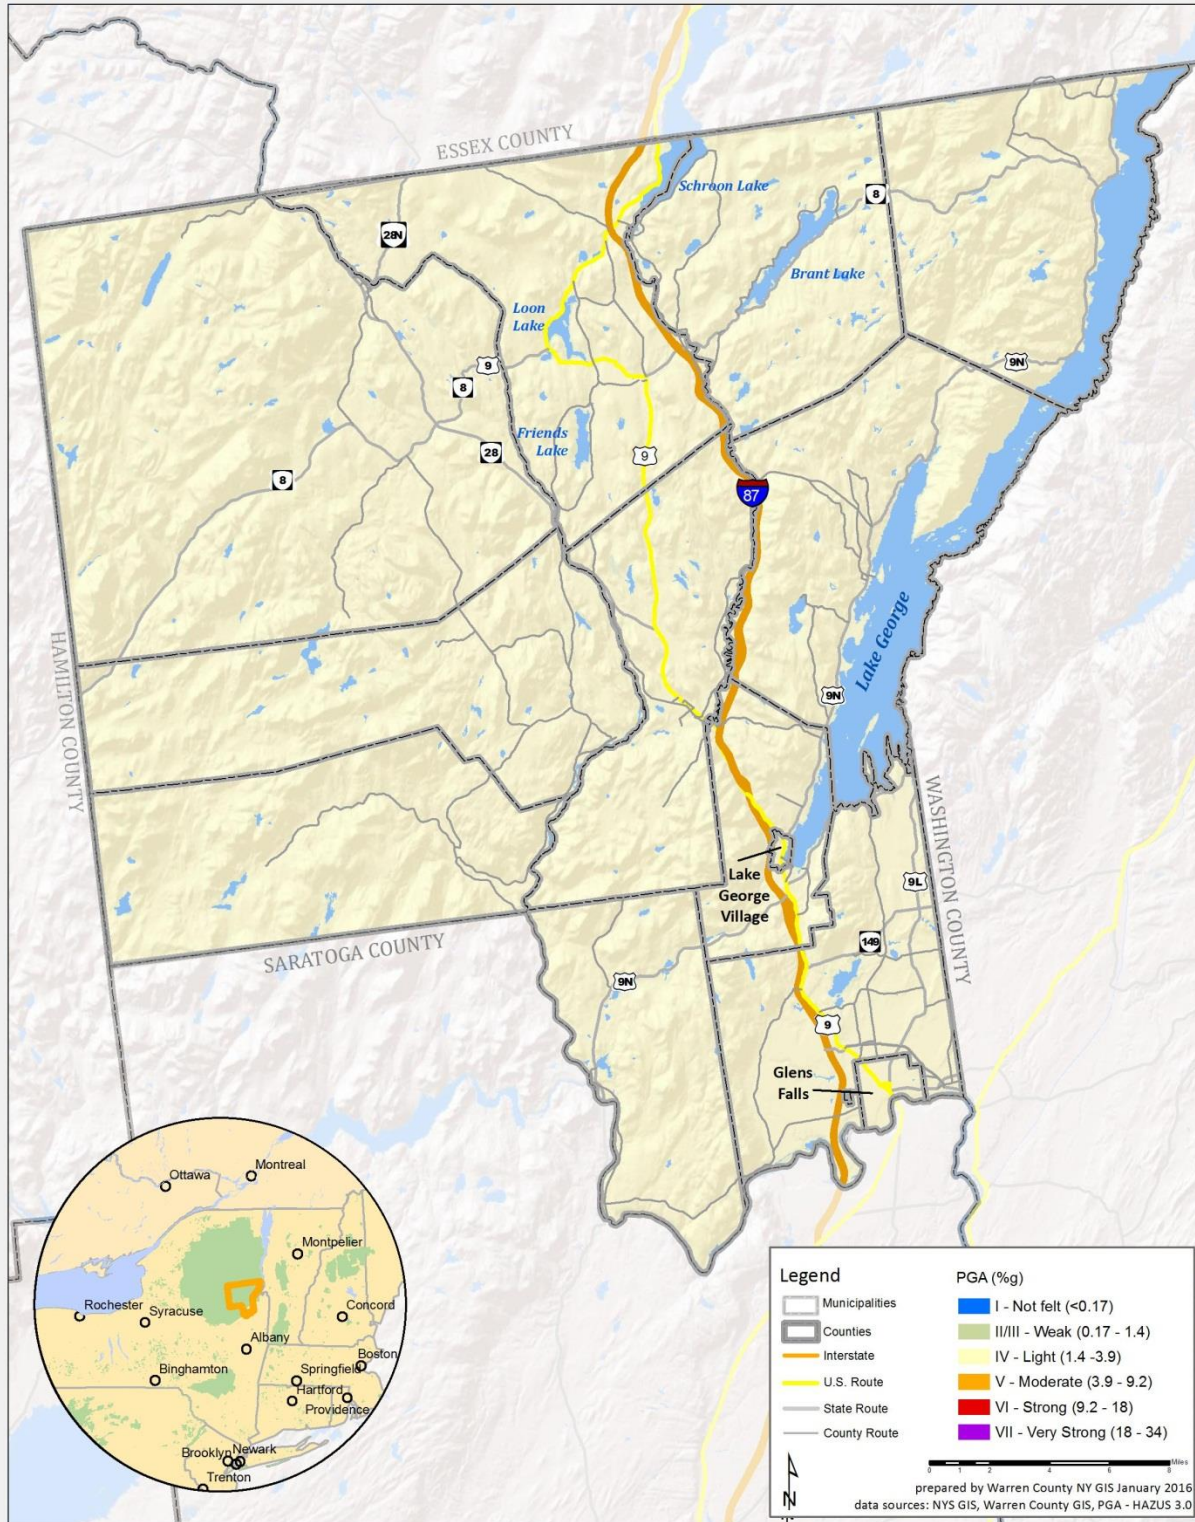 ESSEX COUNTY
Schroon Lake
8
28N
Brant Lake
Loon
Lake
9N
9
8
Friends
Lake
28
9
8
87
Lake George
HAMILTON COUNTY
9N
WASHINGTON COUNTY
Lake
George
Village
9L
149
SARATOGA COUNTY
9N
9
Glens
Falls
Ottawa
Montreal
Montpelier
Rochester
Syracuse
Concord
Albany
Boston
Binghamton
Springfield
Hartford
Providence
Brooklyn
Newark
Trenton
Legend
Municipalities
Counties
Interstate
U.S. Route
State Route
County Route
PGA (%g)
I - Not felt (<0.17)
II/III - Weak (0.17 - 1.4)
IV - Light (1.4 -3.9)
V - Moderate (3.9 - 9.2)
VI - Strong (9.2 - 18)
VII - Very Strong (18 - 34)
N
0 1 2 4 6 8 Miles
prepared by Warren County NY GIS January 2016
data sources: NYS GIS, Warren County GIS, PGA - HAZUS 3.0